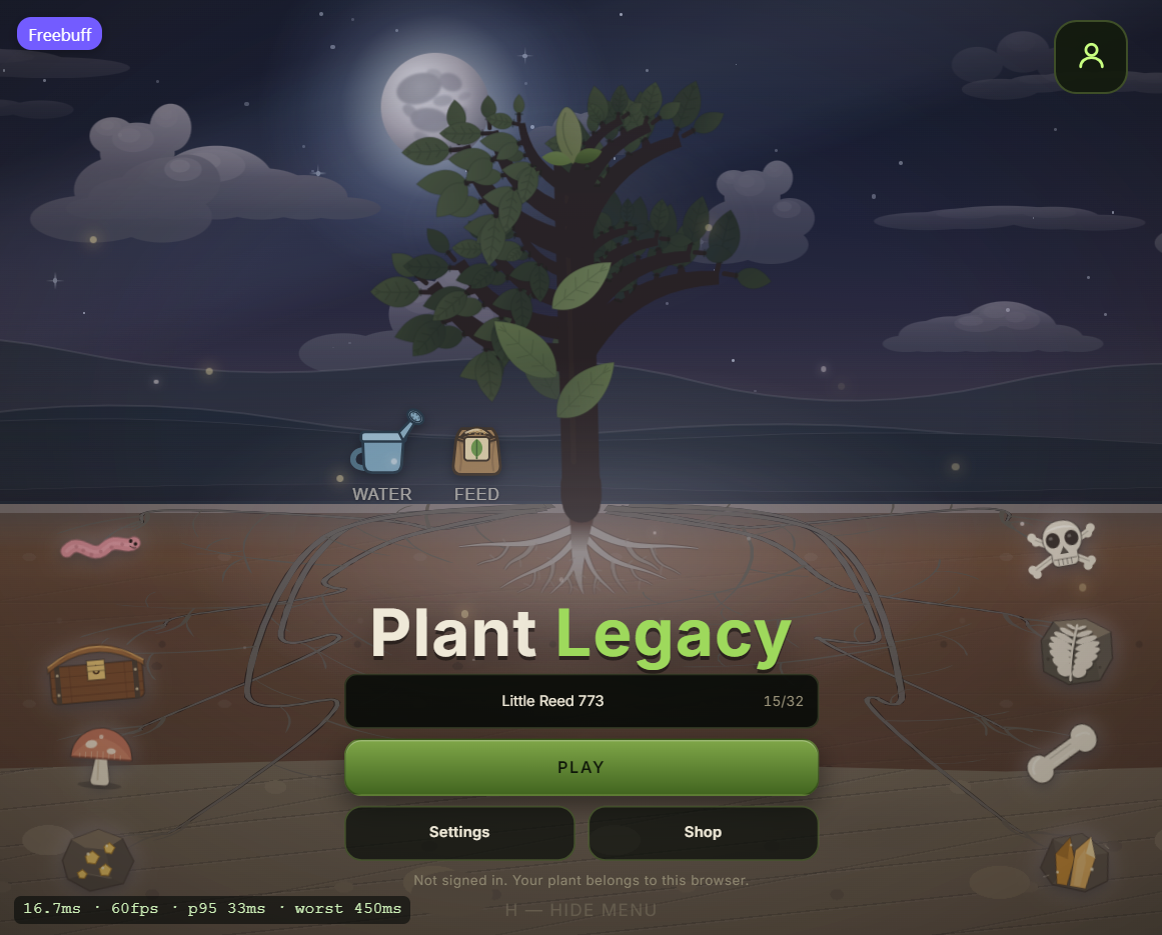 Freebuff
WATER
FEED
Plant Legacy
Little Reed 773
15/32
PLAY
Settings
Shop
Not signed in. Your plant belongs to this browser.
H — HIDE MENU
16.7ms · 60fps · p95 33ms · worst 450ms